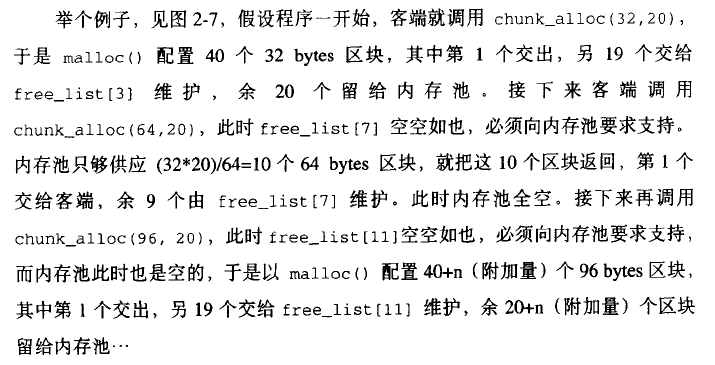 举个例子，见图 2-7，假设程序一开始，客端就调用 chunk_alloc(32,20)，
于是 malloc() 配置 40 个 32 bytes 区块，其中第 1 个交出，另 19 个交给
free_list[3] 维护，余 20 个留给内存池。接下来客端调用
chunk_alloc(64,20)，此时 free_list[7] 空空如也，必须向内存池要求支持。
内存池只够供应 (32*20)/64=10 个 64 bytes 区块，就把这 10 个区块返回，第 1 个
交给客端，余 9 个由 free_list[7] 维护。此时内存池全空。接下来再调用
chunk_alloc(96, 20)，此时 free_list[11]空空如也，必须向内存池要求支持，
而内存池此时也是空的，于是以 malloc() 配置 40+n（附加量）个 96 bytes 区块，
其中第 1 个交出，另 19 个交给 free_list[11] 维护，余 20+n（附加量）个区块
留给内存池…